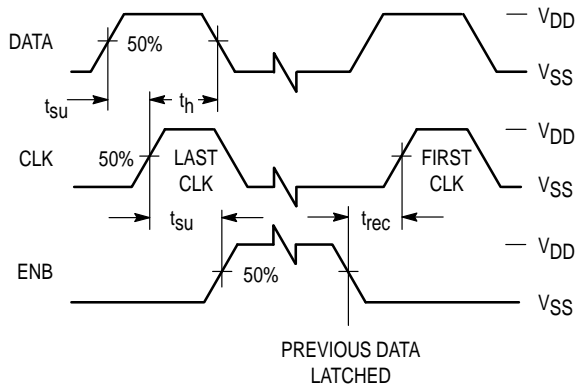 DATA
50%
VDD
VSS
tsu
th
CLK
50%
LAST
CLK
FIRST
CLK
VDD
VSS
tsu
trec
ENB
50%
VDD
VSS
PREVIOUS DATA
LATCHED